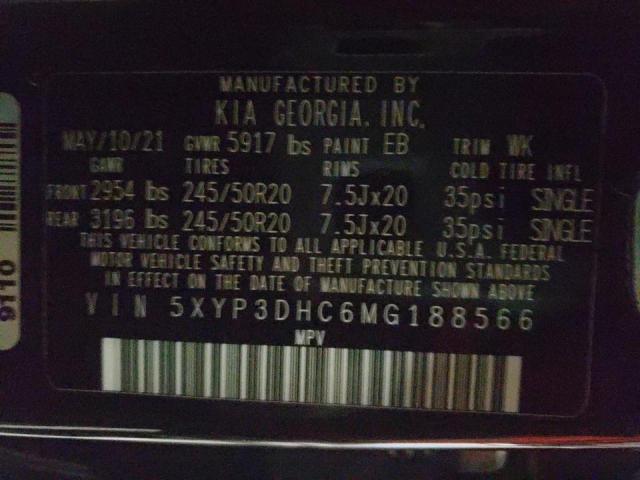 MANUFACTURED BY
KIA GEORGIA, INC.
MAY/10/21 GVWR 5917 lbs PAINT EB TRIM WK
GAWR TIRES RIMS COLD TIRE INFL
FRONT 2954 lbs 245/50R20 7.5Jx20 35psi SINGLE
REAR 3196 lbs 245/50R20 7.5Jx20 35psi SINGLE
THIS VEHICLE CONFORMS TO ALL APPLICABLE U.S.A. FEDERAL
MOTOR VEHICLE SAFETY AND THEFT PREVENTION STANDARDS
IN EFFECT ON THE DATE OF MANUFACTURE SHOWN ABOVE
VIN 5XYP3DHC6MG188566
MPV
9110